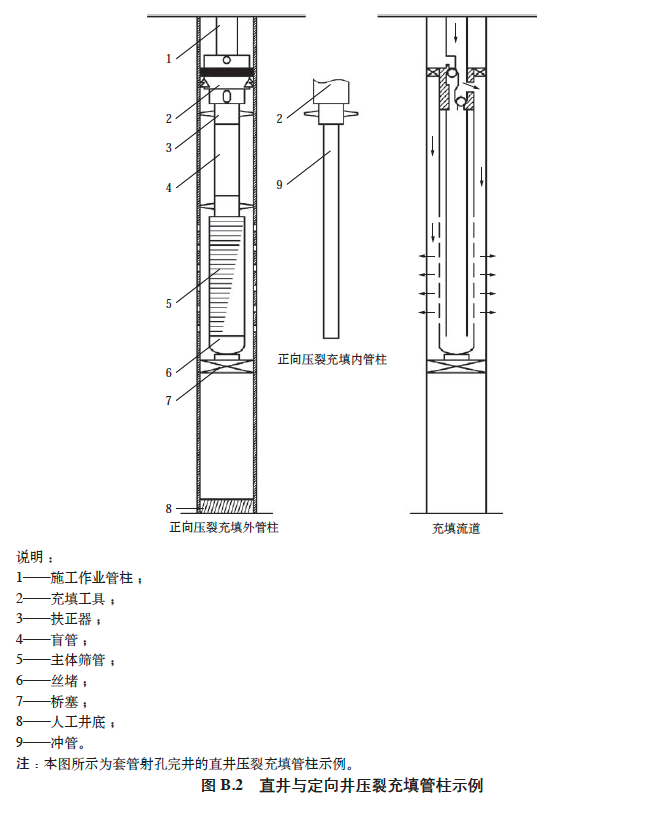 1
2
3
4
5
6
7
8
2
9
正向压裂充填内管柱
正向压裂充填外管柱
充填流道
说明：
1——施工作业管柱；
2——充填工具；
3——扶正器；
4——盲管；
5——主体筛管；
6——丝堵；
7——桥塞；
8——人工井底；
9——冲管。
注：本图所示为套管射孔完井的直井压裂充填管柱示例。
图 B.2 直井与定向井压裂充填管柱示例